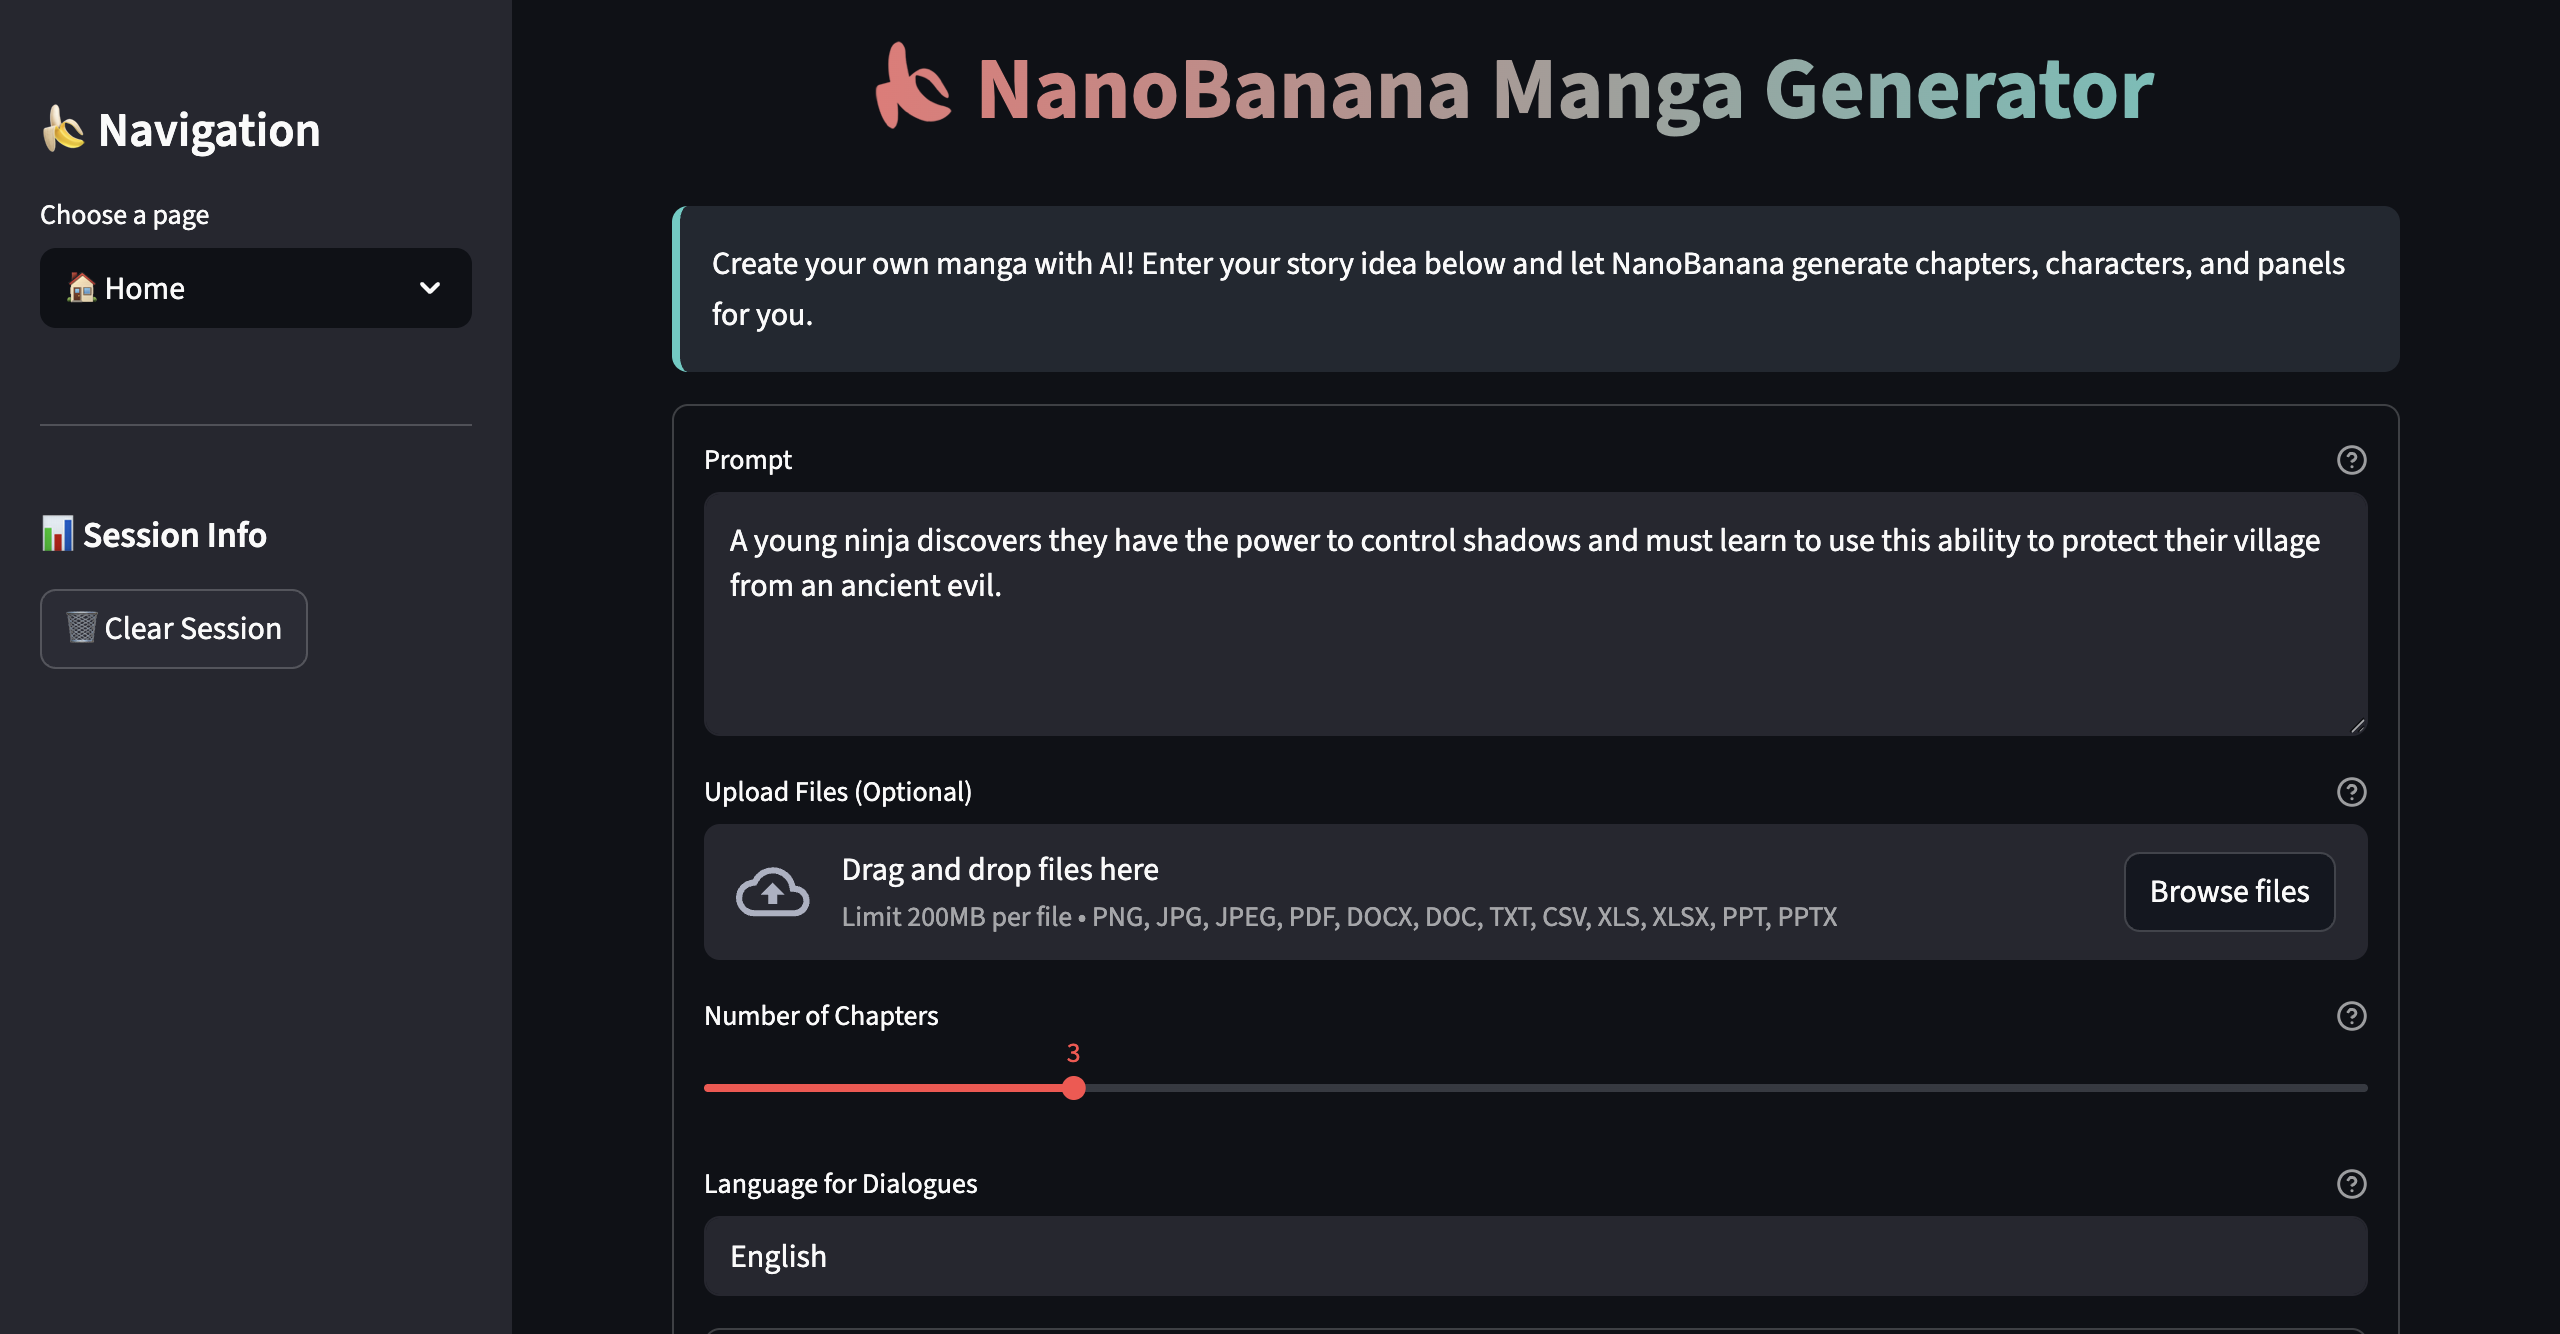 Navigation
Choose a page
Home
Session Info
Clear Session
NanoBanana Manga Generator
Create your own manga with AI! Enter your story idea below and let NanoBanana generate chapters, characters, and panels
for you.
Prompt
A young ninja discovers they have the power to control shadows and must learn to use this ability to protect their village
from an ancient evil.
Upload Files (Optional)
Drag and drop files here
Limit 200MB per file • PNG, JPG, JPEG, PDF, DOCX, DOC, TXT, CSV, XLS, XLSX, PPT, PPTX
Browse files
Number of Chapters
3
Language for Dialogues
English